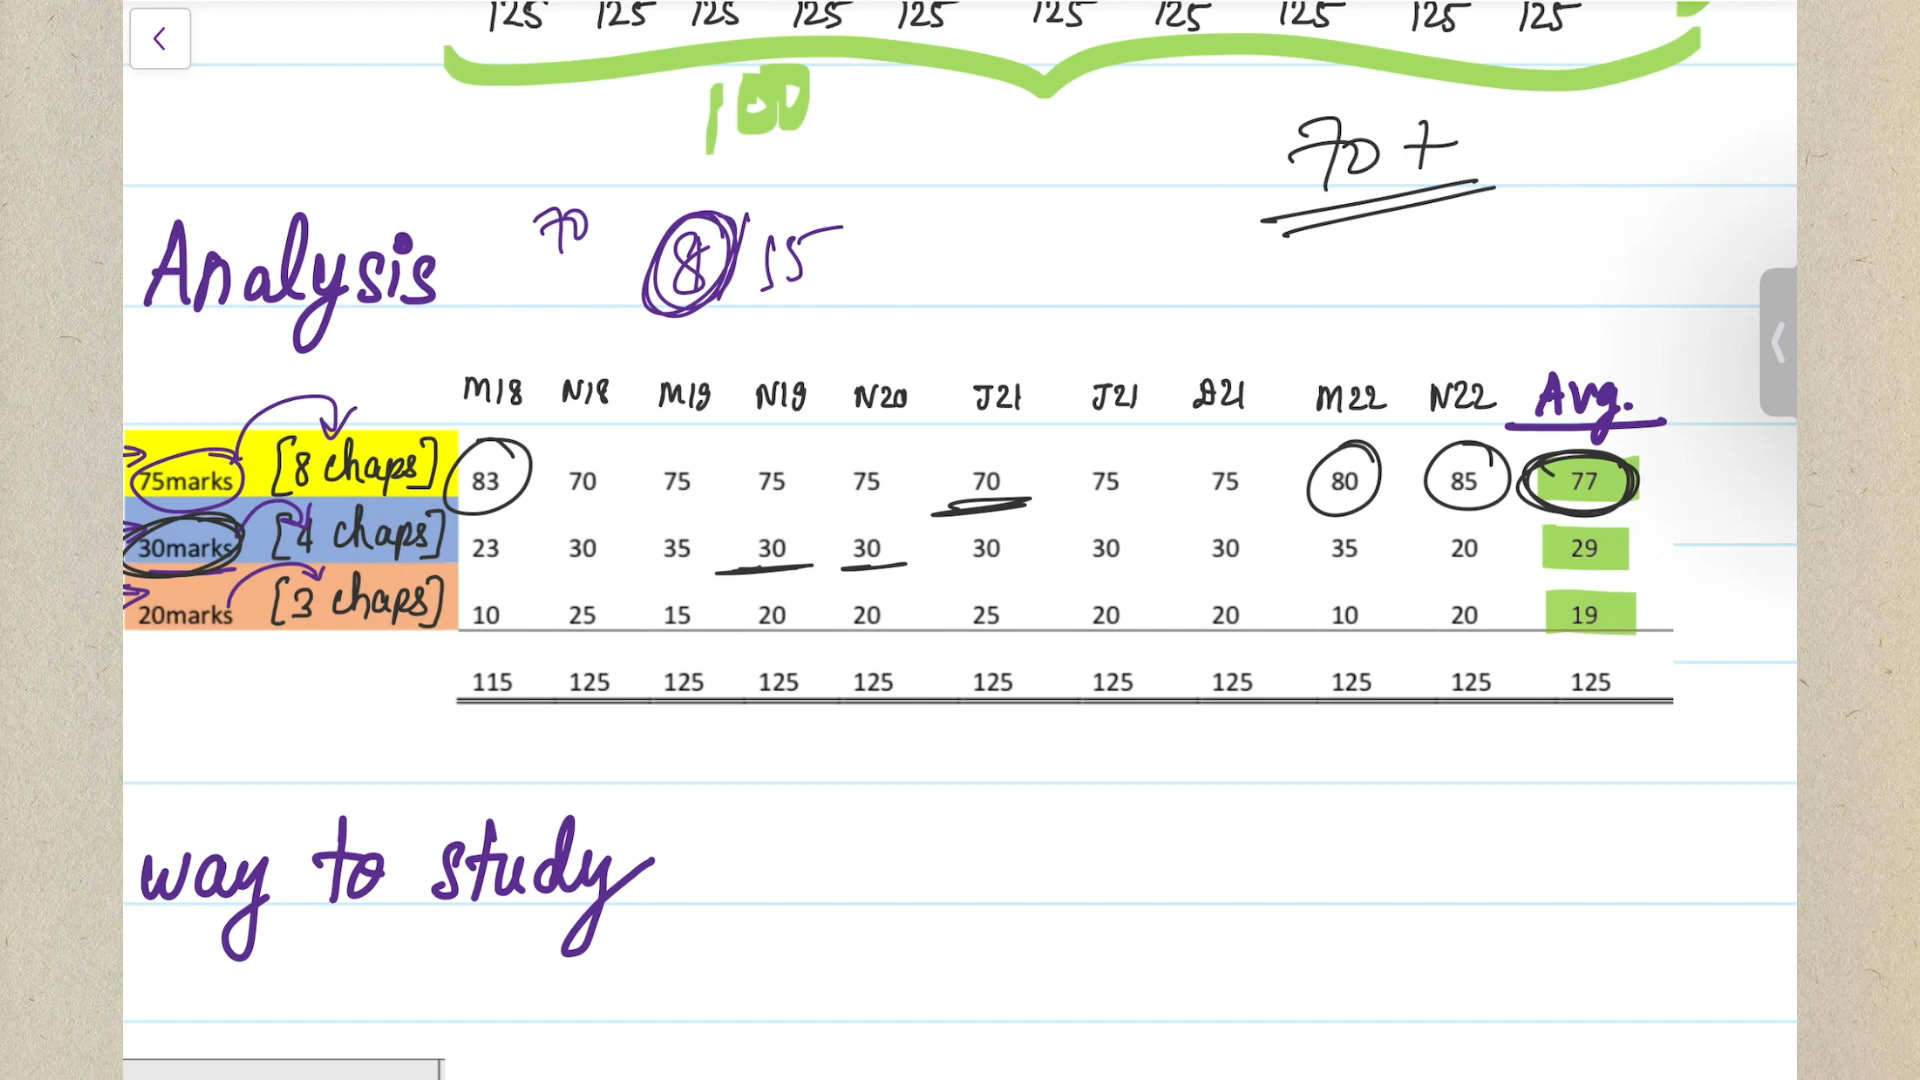 125 125 125 125 125 125 125 125 125 125
100
70 +
Analysis 70 8/15
M18 N18 M19 N19 N20 J21 J21 D21 M22 N22 Avg.
75marks [8 chaps] 83 70 75 75 75 70 75 75 80 85 77
30marks [4 chaps] 23 30 35 30 30 30 30 30 35 20 29
20marks [3 chaps] 10 25 15 20 20 25 20 20 10 20 19
115 125 125 125 125 125 125 125 125 125 125
way to study